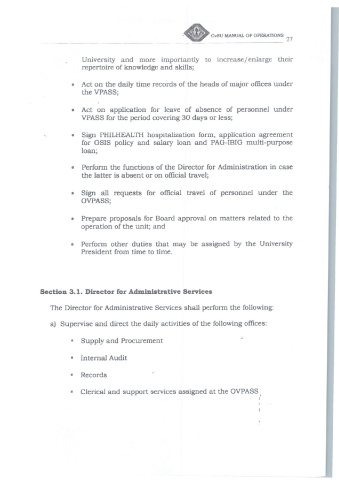 CvSU MANUAL OF OPERATIONS 77
University and more importantly to increase/enlarge their
repertoire of knowledge and skills;
• Act on the daily time records of the heads of major offices under
the VPASS;
• Act on application for leave of absence of personnel under
VPASS for the period covering 30 days or less;
• Sign PHILHEALTH hospitalization form, application agreement
for GSIS policy and salary loan and PAG-IBIG multi-purpose
loan;
• Perform the functions of the Director for Administration in case
the latter is absent or on official travel;
• Sign all requests for official travel of personnel under the
OVPASS;
• Prepare proposals for Board approval on matters related to the
operation of the unit; and
• Perform other duties that may be assigned by the University
President from time to time.
Section 3.1. Director for Administrative Services
The Director for Administrative Services shall perform the following:
a) Supervise and direct the daily activities of the following offices:
• Supply and Procurement
• Internal Audit
• Records
• Clerical and support services assigned at the OVPASS